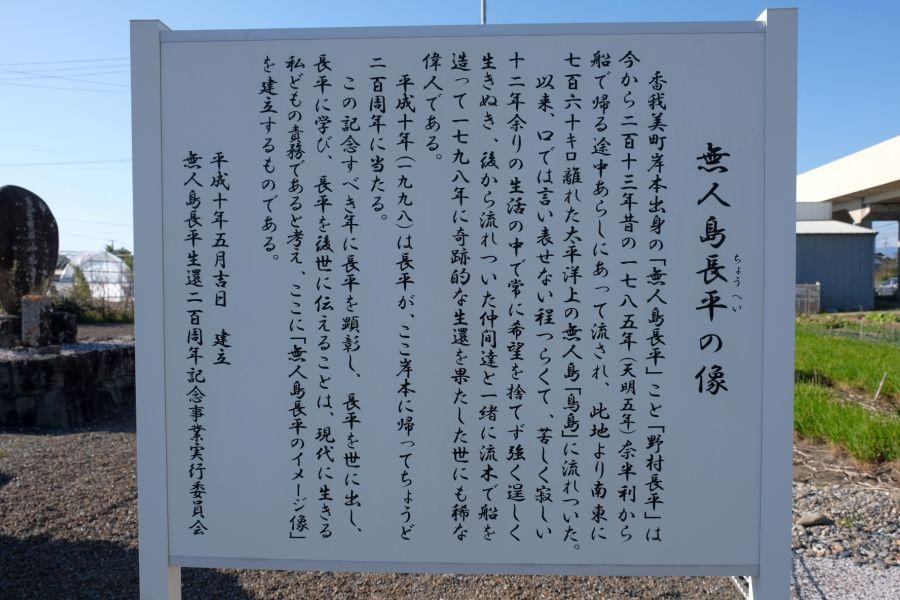 無人島長平の像
ちょうへい
香我美町岸本出身の「無人島長平」こと「野村長平」は
今から二百十三年昔の一七八五年（天明五年）奈半利から
船で帰る途中あらしにあって流され、此地より南東に
七百六十キロ離れた太平洋上の無人島「鳥島」に流れついた。
以来、口では言い表せない程つらくて、苦しく寂しい
十二年余りの生活の中で常に希望を捨てず強く逞しく
生きぬき、後から流れついた仲間達と一緒に流木で船を
造って一七九八年に奇跡的な生還を果たした世にも稀な
偉人である。
平成十年（一九九八）は長平が、ここ岸本に帰ってちょうど
二百周年に当たる。
この記念すべき年に長平を顕彰し、長平を世に出し、
長平に学び、長平を後世に伝えることは、現代に生きる
私どもの責務であると考え、ここに「無人島長平のイメージ像」
を建立するものである。
平成十年五月吉日　建立
無人島長平生還二百周年記念事業実行委員会